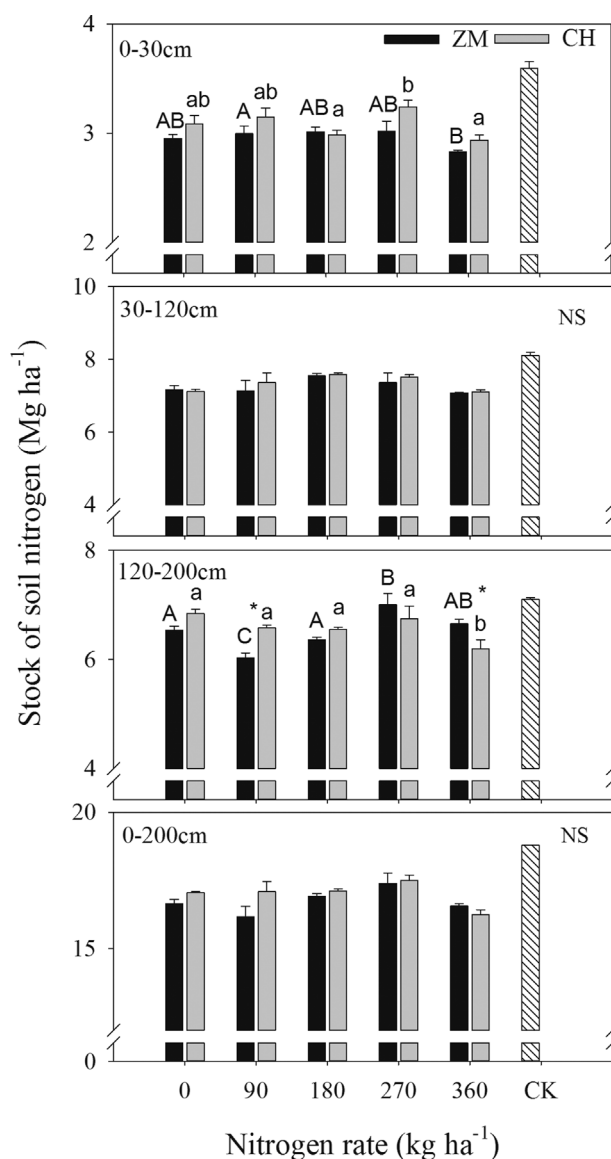 Stock of soil nitrogen (Mg ha⁻¹)
ZM CH
0-30cm
4
3
2
AB ab A ab AB a AB b B a
30-120cm
NS
10
8
6
4
120-200cm
8
6
4
A a C *a A a B a AB * b
0-200cm
NS
20
15
0
0 90 180 270 360 CK
Nitrogen rate (kg ha⁻¹)